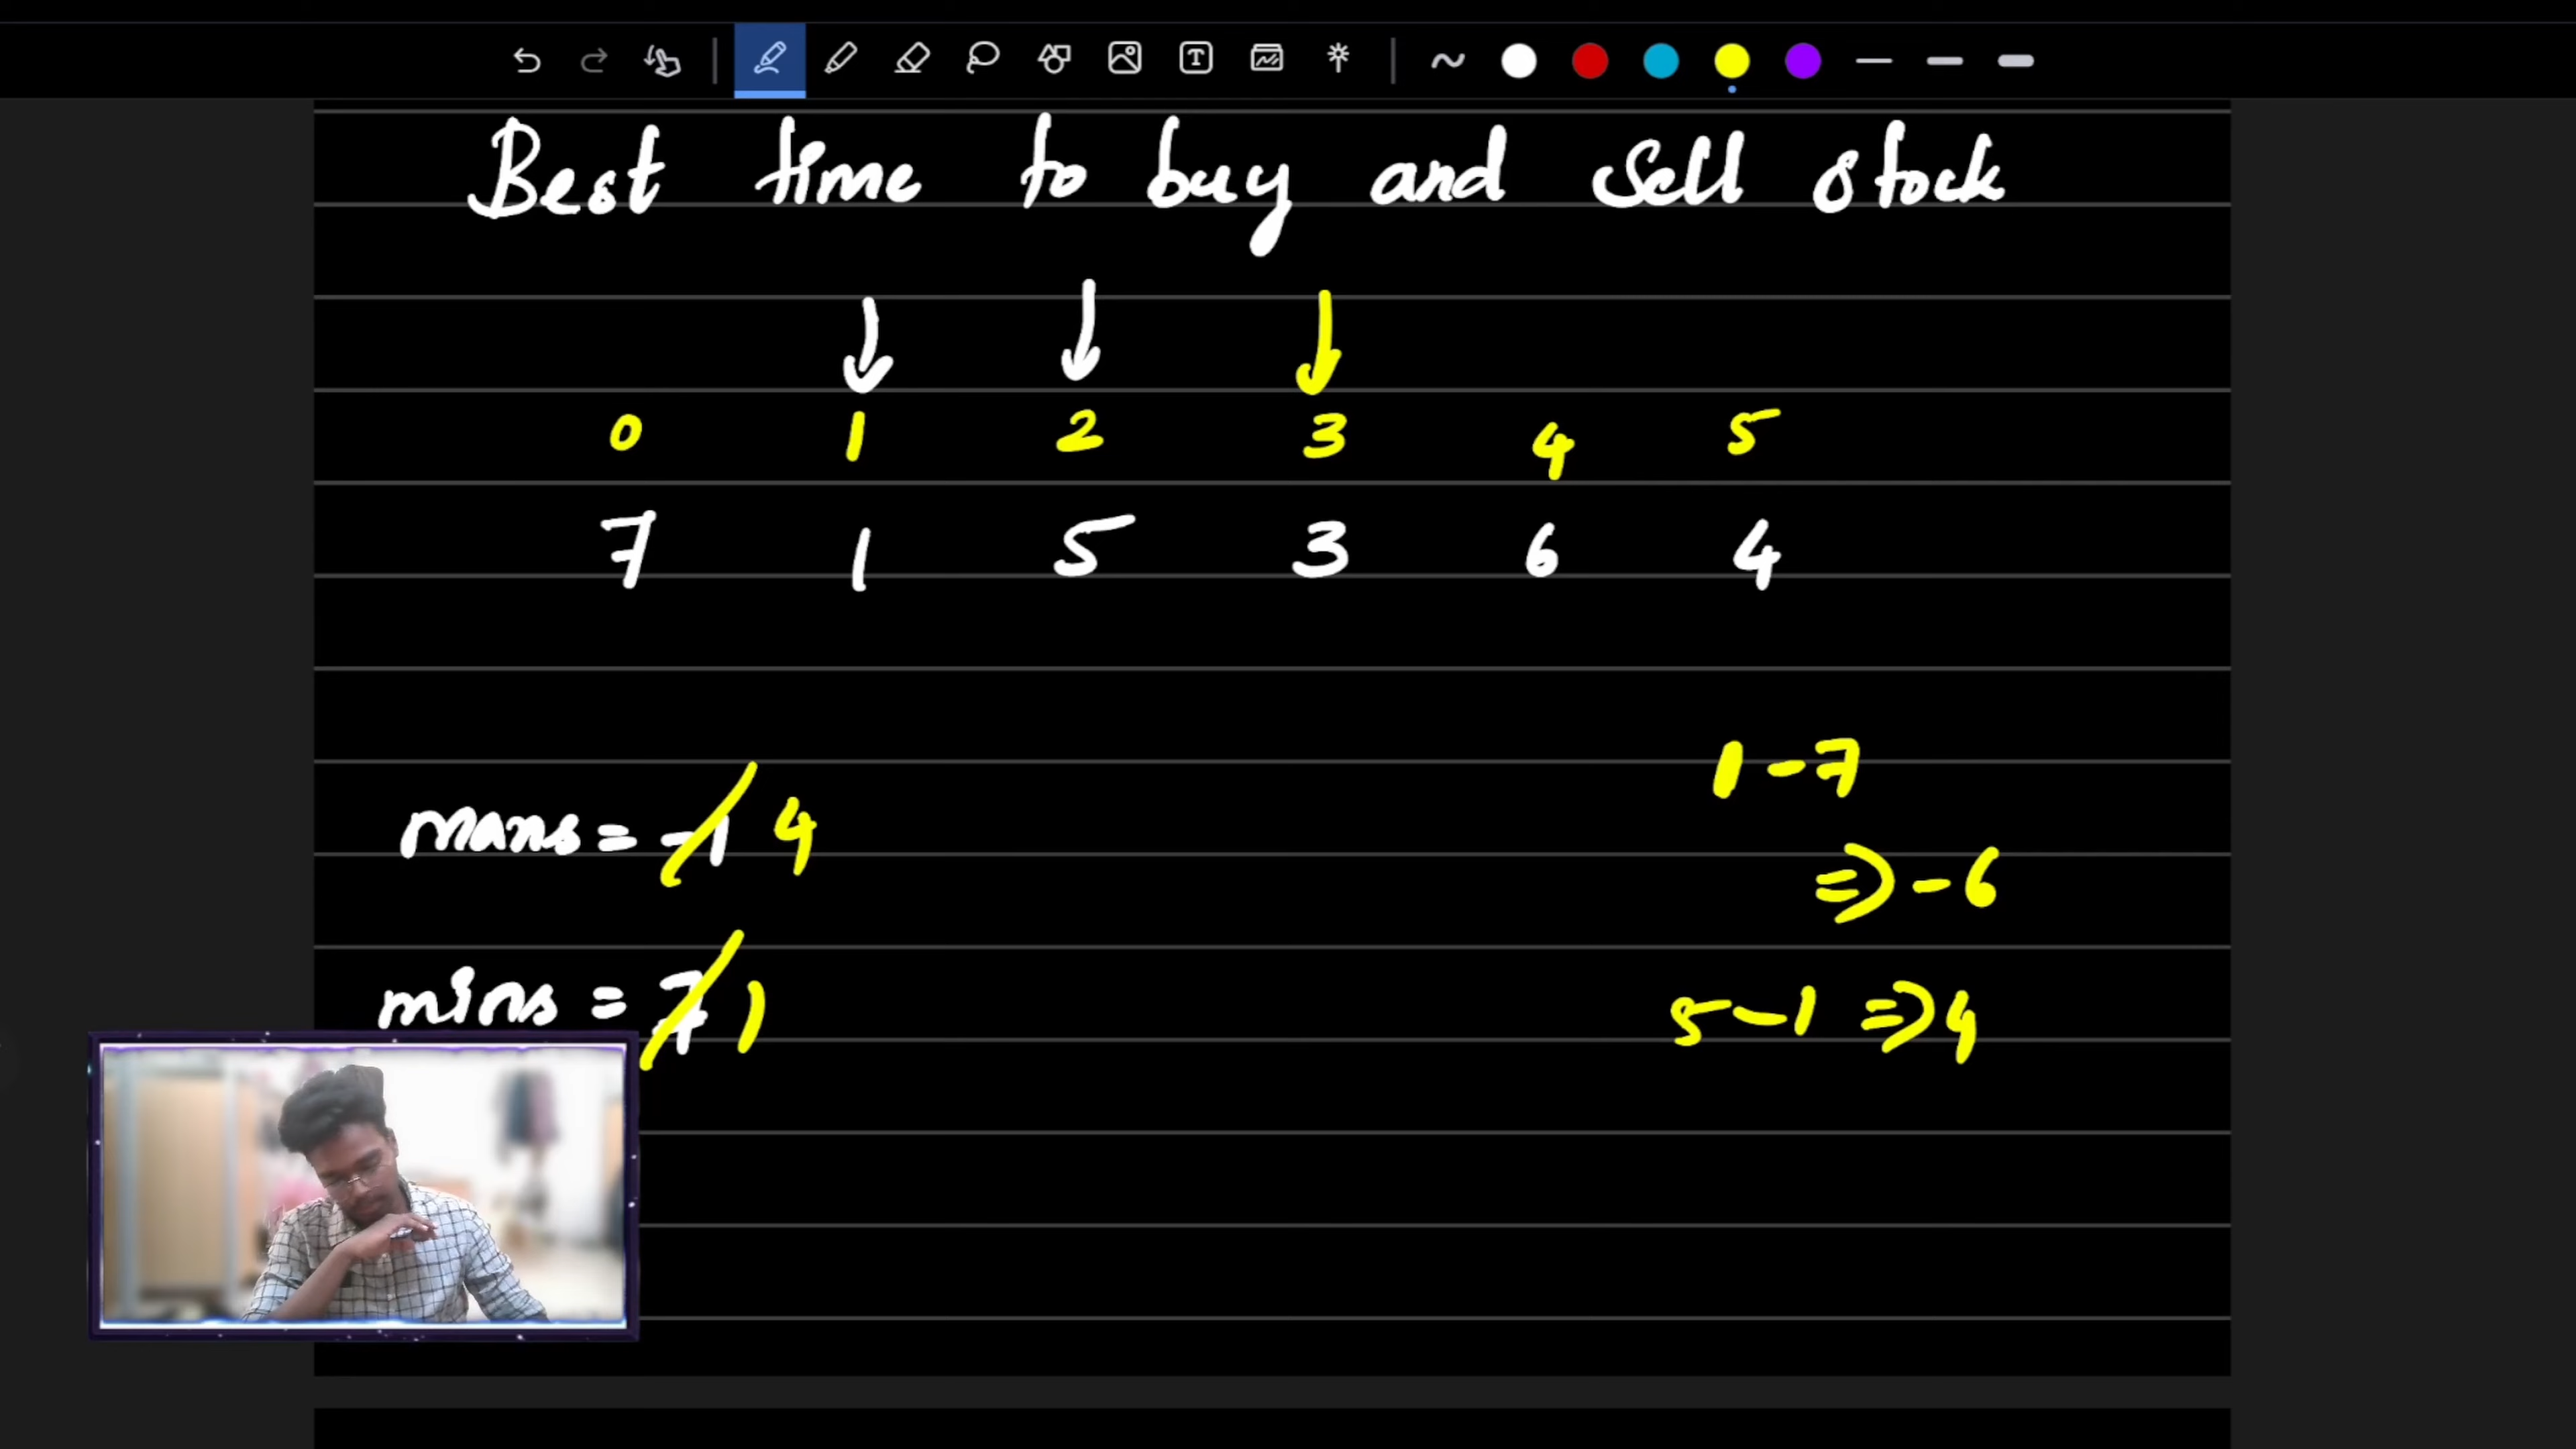 Best time to buy and Sell stock
0 1 2 3 4 5
7 1 5 3 6 4
1 - 7
mans = -1 4
=> - 6
mins = 7 1
5 - 1 => 4